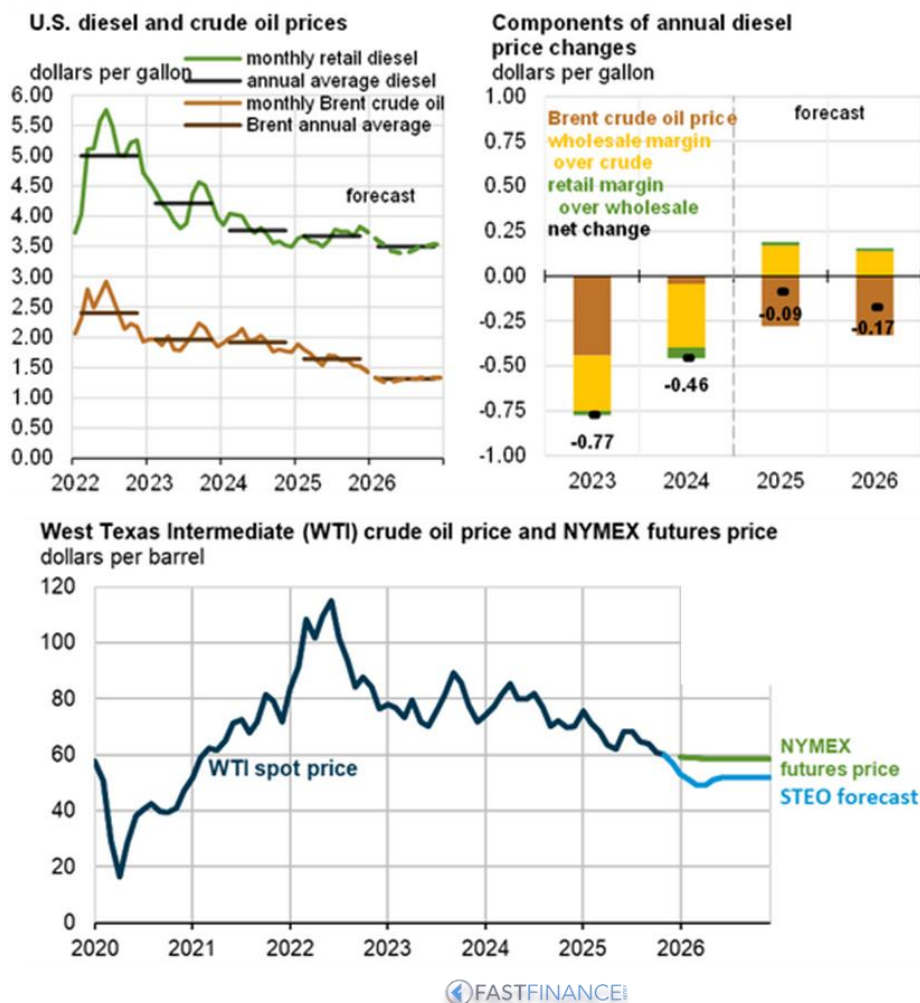 U.S. diesel and crude oil prices
dollars per gallon
monthly retail diesel
annual average diesel
monthly Brent crude oil
Brent annual average
6.00
5.50
5.00
4.50
4.00
3.50
3.00
2.50
2.00
1.50
1.00
0.50
0.00
forecast
2022 2023 2024 2025 2026
Components of annual diesel
price changes
dollars per gallon
1.00
0.75
0.50
0.25
0.00
-0.25
-0.50
-0.75
-1.00
Brent crude oil price
wholesale margin
over crude
retail margin
over wholesale
net change
forecast
-0.77
-0.46
-0.09
-0.17
2023 2024 2025 2026
West Texas Intermediate (WTI) crude oil price and NYMEX futures price
dollars per barrel
120
100
80
60
40
20
0
WTI spot price
NYMEX
futures price
STEO forecast
2020 2021 2022 2023 2024 2025 2026
FASTFINANCE